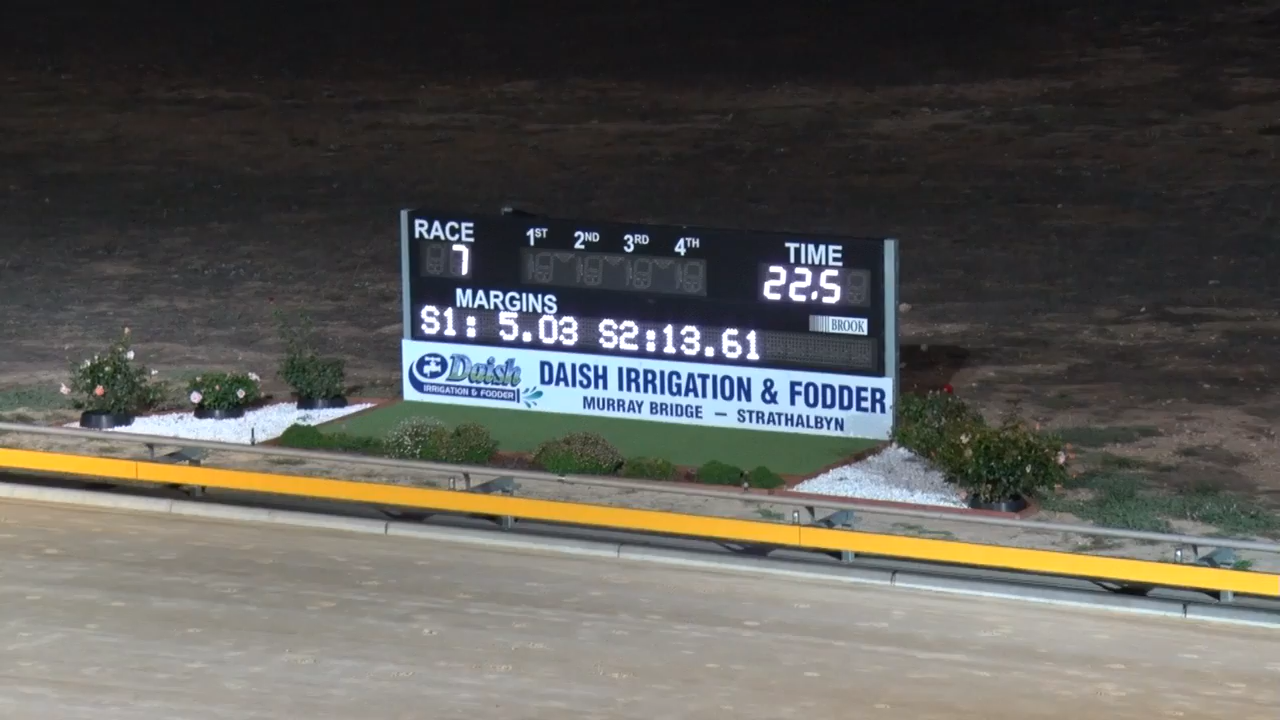 RACE 1ST 2ND 3RD 4TH TIME
7 22.5
MARGINS
BROOK
S1: 5.03 S2:13.61
Daish
IRRIGATION & FODDER
DAISH IRRIGATION & FODDER
MURRAY BRIDGE – STRATHALBYN